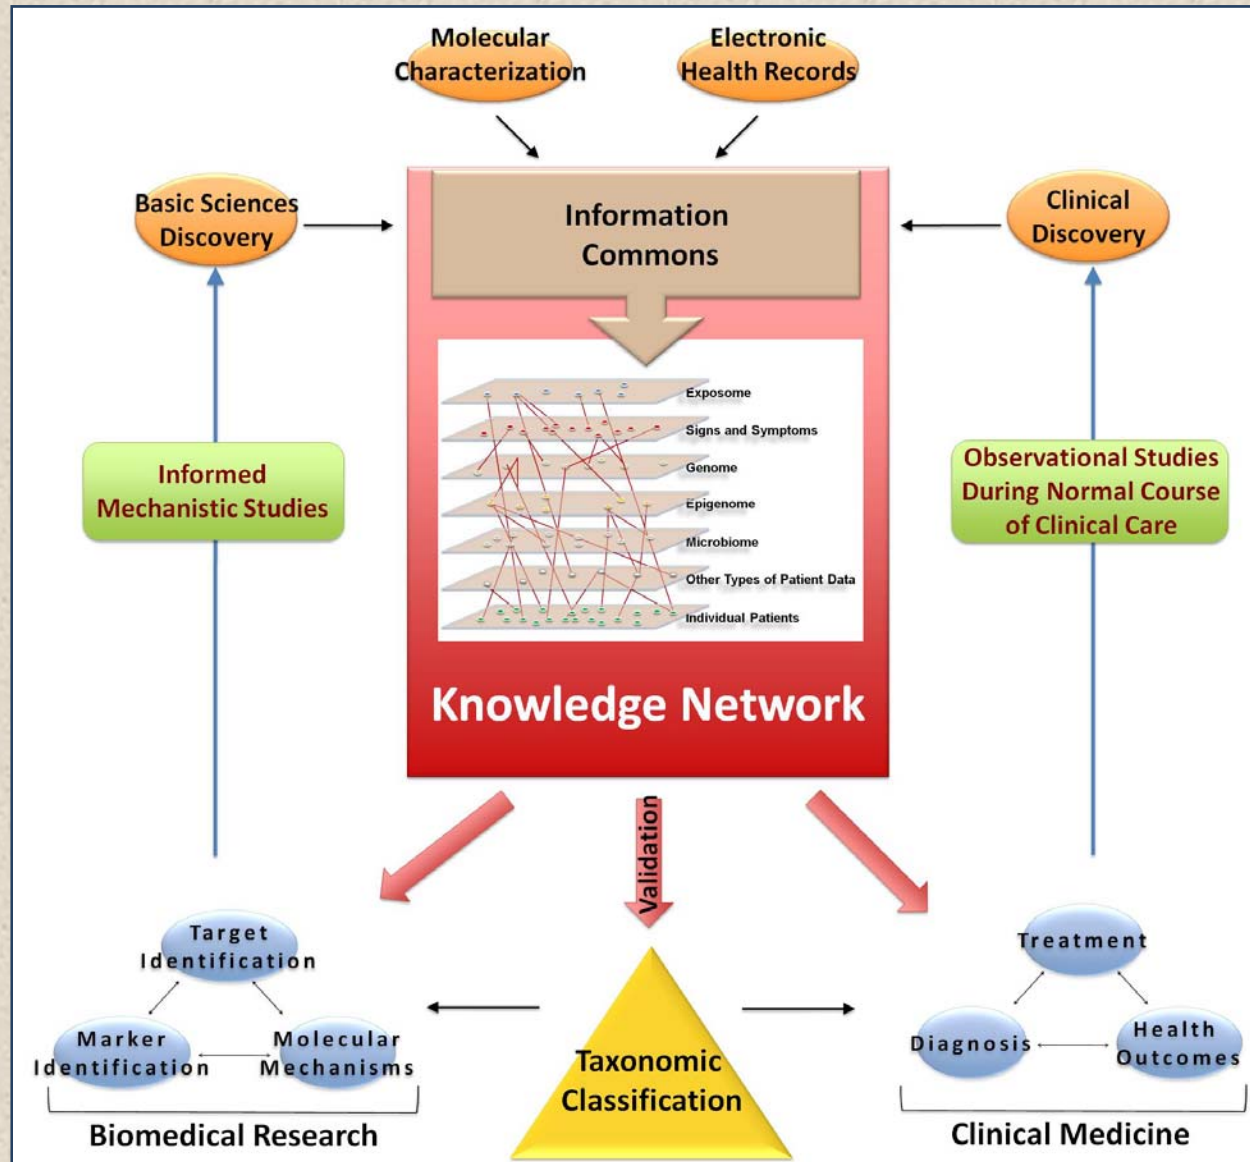 Molecular
Characterization
Electronic
Health Records
Basic Sciences
Discovery
Information
Commons
Clinical
Discovery
Exposome
Signs and Symptoms
Genome
Epigenome
Microbiome
Other Types of Patient Data
Individual Patients
Informed
Mechanistic Studies
Observational Studies
During Normal Course
of Clinical Care
Knowledge Network
Validation
Target
Identification
Marker
Identification
Molecular
Mechanisms
Biomedical Research
Taxonomic
Classification
Treatment
Diagnosis
Health
Outcomes
Clinical Medicine